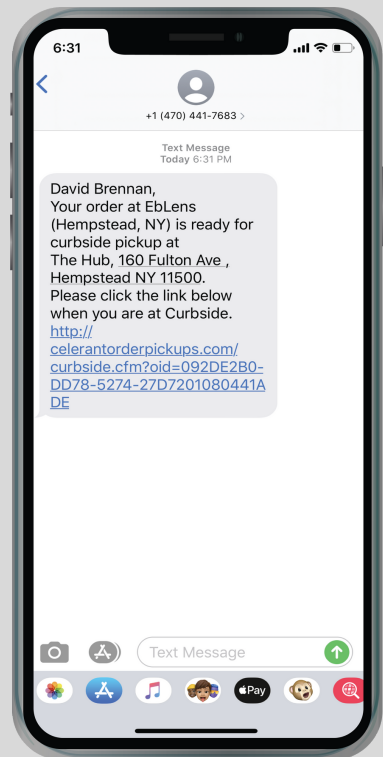 6:31
+1 (470) 441-7683 >
Text Message
Today 6:31 PM
David Brennan,
Your order at EbLens
(Hempstead, NY) is ready for
curbside pickup at
The Hub, 160 Fulton Ave ,
Hempstead NY 11500.
Please click the link below
when you are at Curbside.
http://
celerantorderpickups.com/
curbside.cfm?oid=092DE2B0-
DD78-5274-27D7201080441A
DE
Text Message
Pay